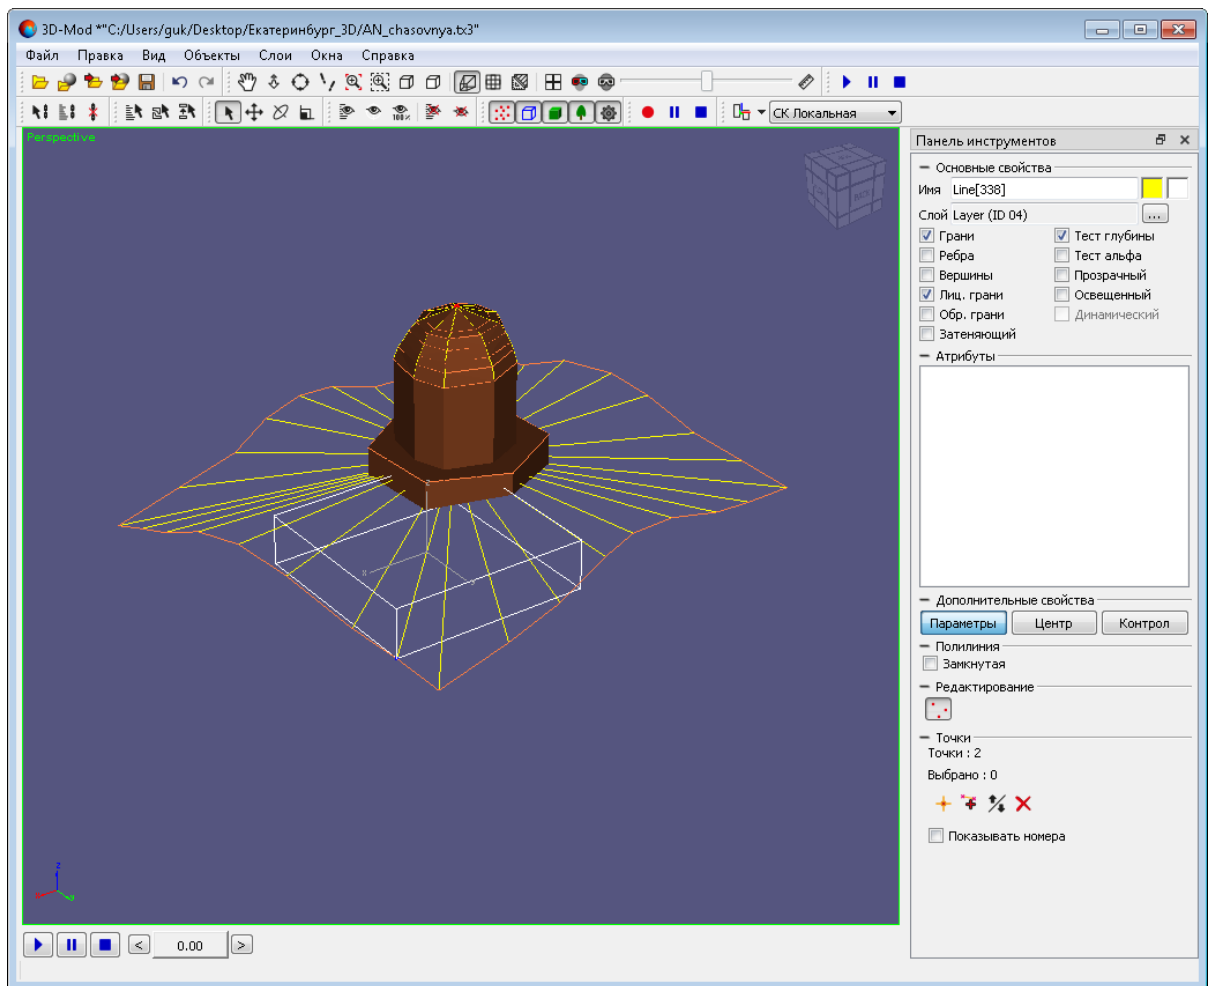 3D-Mod *"C:/Users/guk/Desktop/Екатеринбург_3D/AN_chasovnya.tx3"
Файл Правка Вид Объекты Слои Окна Справка
100%
СК Локальная
Perspective
Панель инструментов
Основные свойства
Имя Line[338]
Слой Layer (ID 04) ...
Грани Тест глубины
Ребра Тест альфа
Вершины Прозрачный
Лиц. грани Освещенный
Обр. грани Динамический
Затеняющий
Атрибуты
Дополнительные свойства
Параметры Центр Контрол
Полилиния
Замкнутая
Редактирование
Точки
Точки : 2
Выбрано : 0
Показывать номера
x
z
< 0.00 >